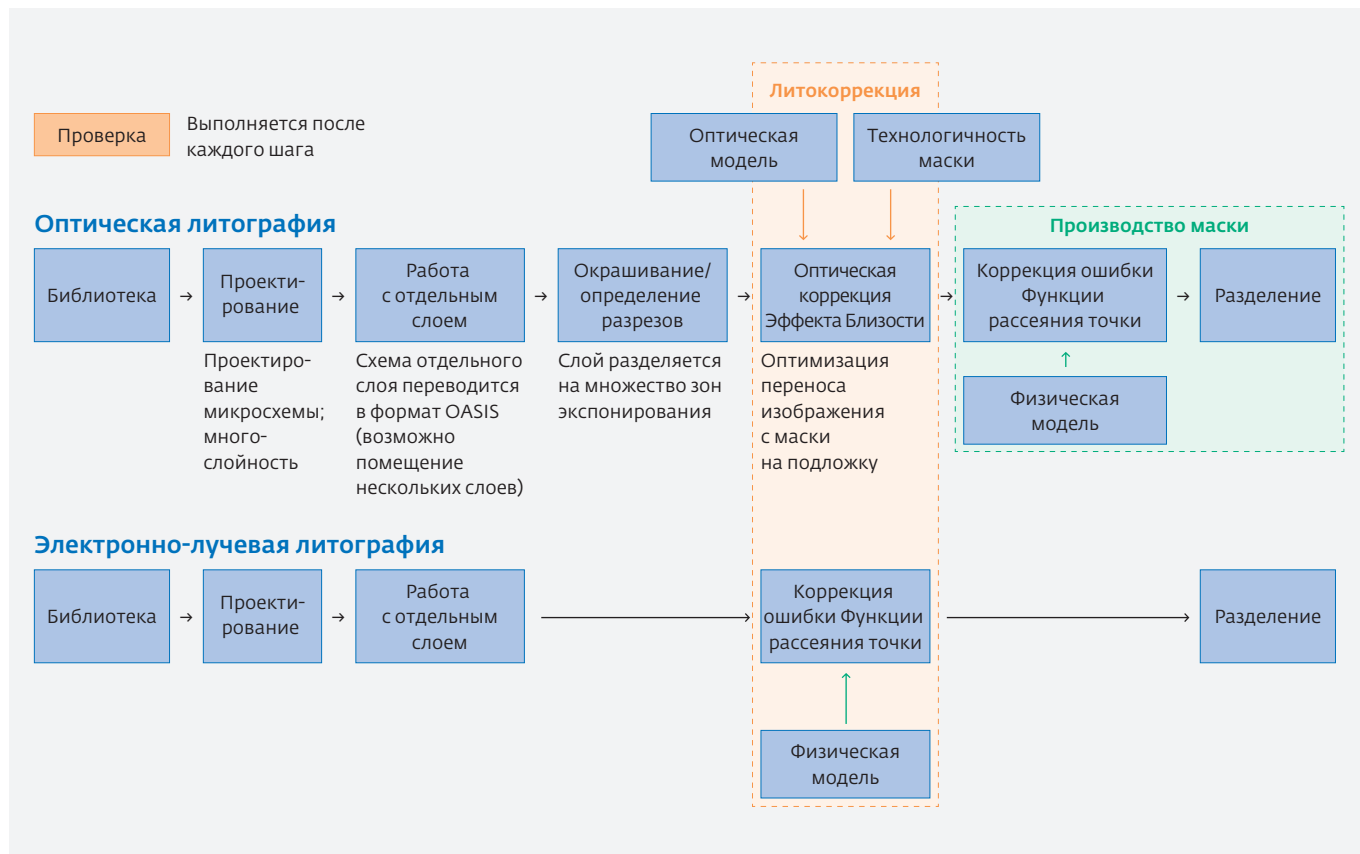 Литокоррекция
Проверка
Выполняется после
каждого шага
Оптическая
модель
Технологичность
маски
Оптическая литография
Производство маски
Библиотека
Проекти-
рование
Работа
с отдельным
слоем
Окрашивание/
определение
разрезов
Оптическая
коррекция
Эффекта Близости
Коррекция ошибки
Функции
рассеяния точки
Разделение
Проектиро-
вание
микросхемы;
много-
слойность
Схема отдельного
слоя переводится
в формат OASIS
(возможно
помещение
нескольких слоев)
Слой разделяется
на множество зон
экспонирования
Оптимизация
переноса
изображения
с маски
на подложку
Физическая
модель
Электронно-лучевая литография
Библиотека
Проекти-
рование
Работа
с отдельным
слоем
Коррекция
ошибки Функции
рассеяния точки
Разделение
Физическая
модель